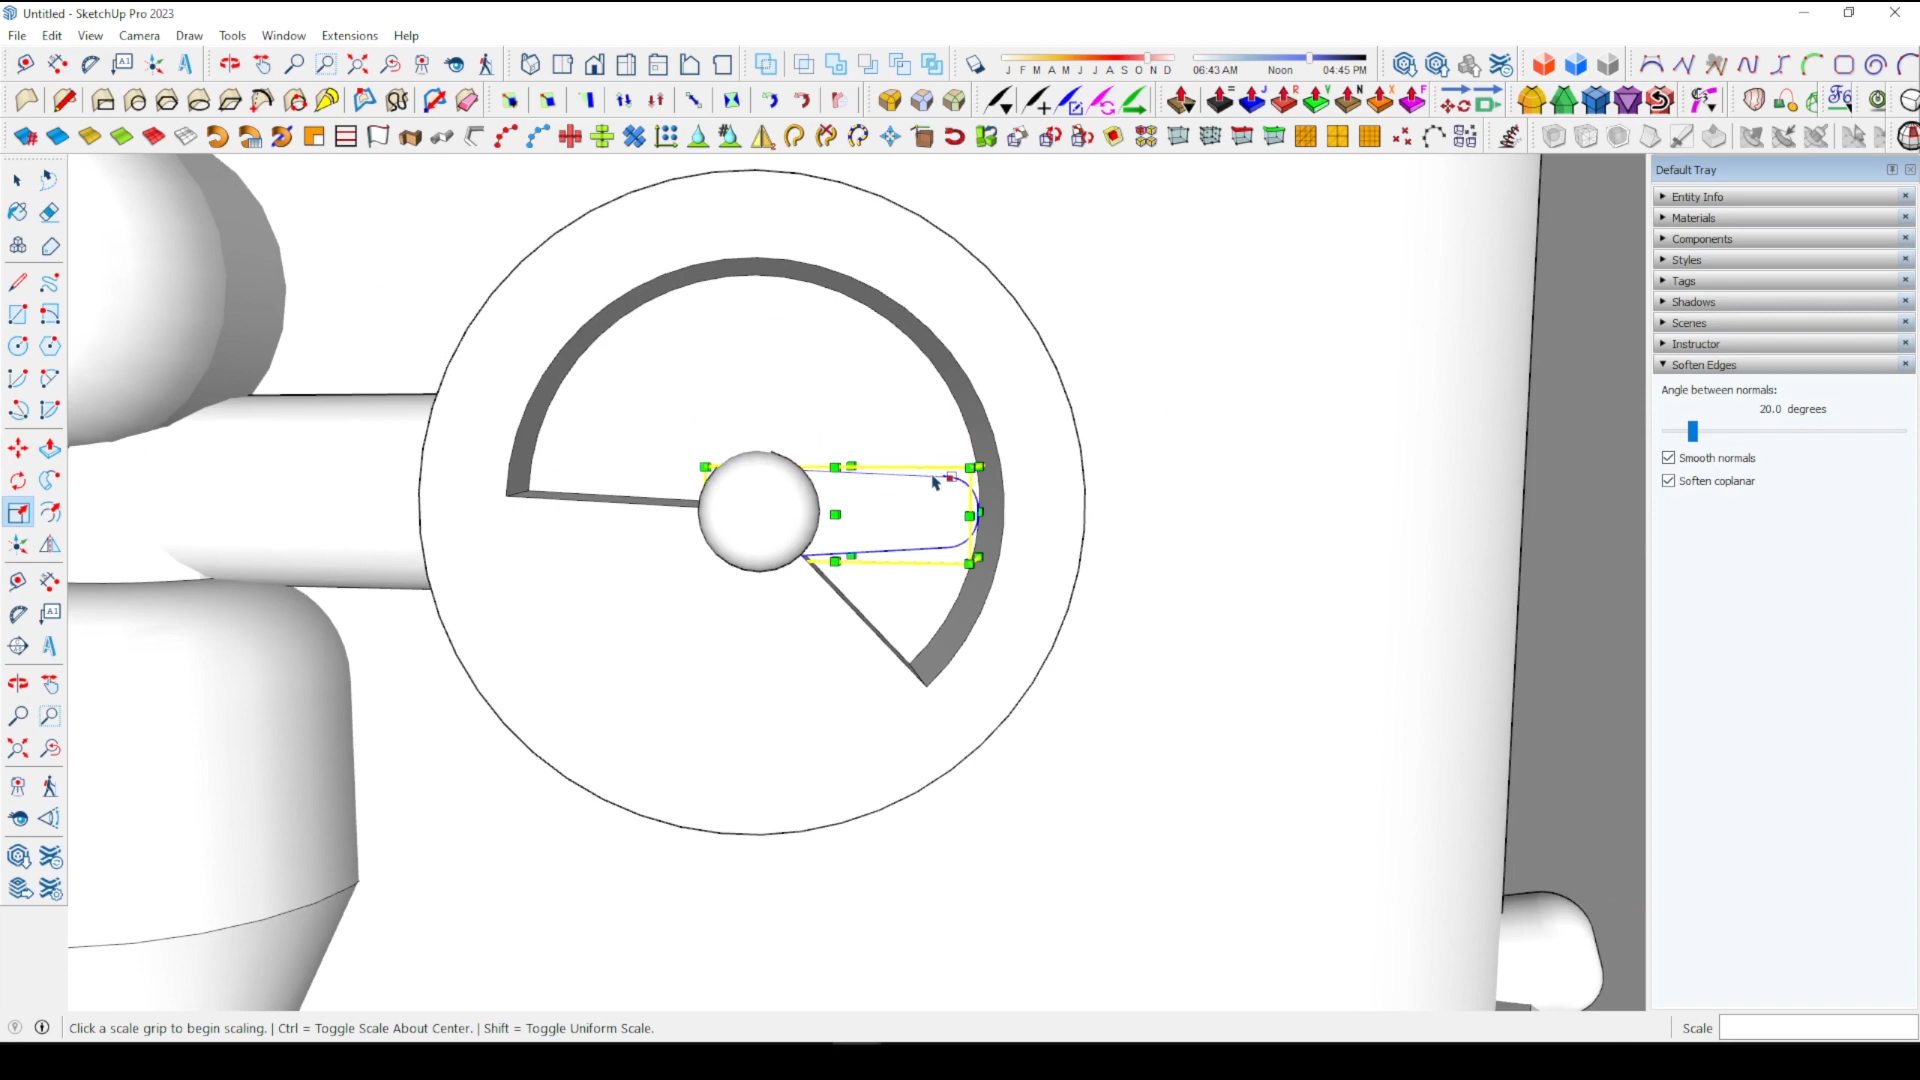 Untitled - SketchUp Pro 2023
File Edit View Camera Draw Tools Window Extensions Help
J F M A M J J A S O N D 06:43 AM Noon 04:45 PM
Default Tray
Entity Info
Materials
Components
Styles
Tags
Shadows
Scenes
Instructor
Soften Edges
Angle between normals:
20.0 degrees
Smooth normals
Soften coplanar
Click a scale grip to begin scaling. | Ctrl = Toggle Scale About Center. | Shift = Toggle Uniform Scale.
Scale